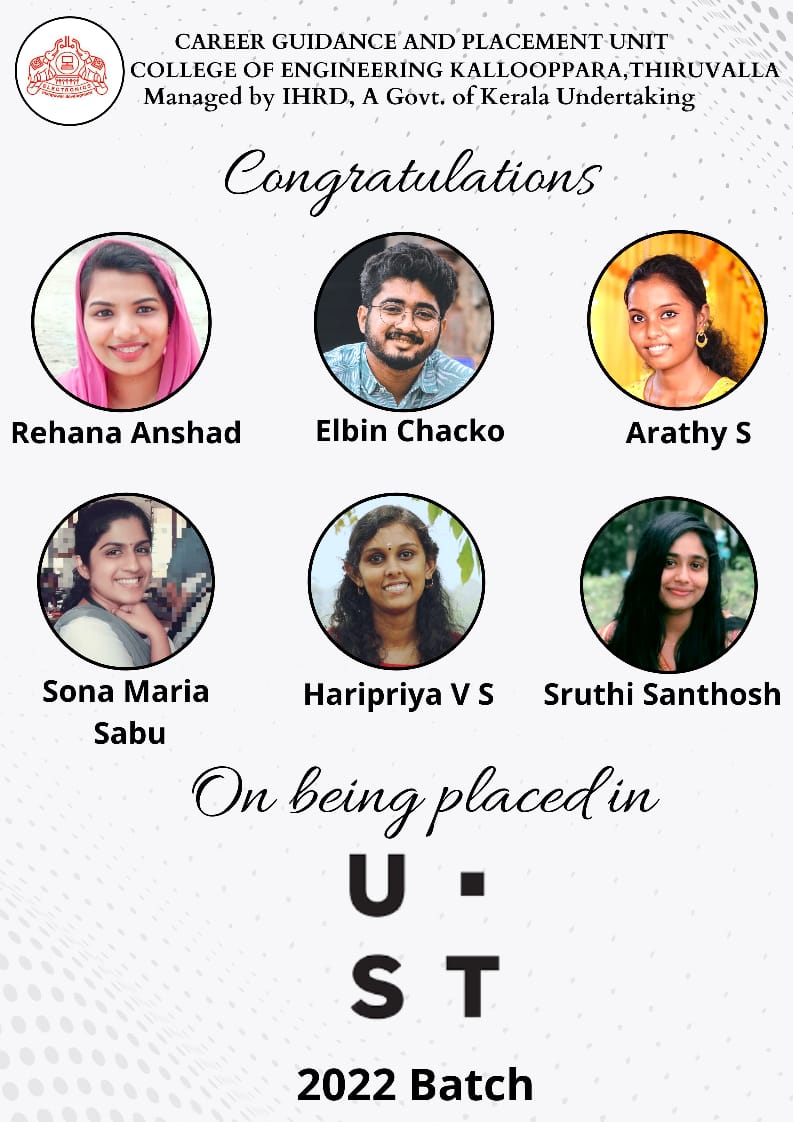 CAREER GUIDANCE AND PLACEMENT UNIT
COLLEGE OF ENGINEERING KALLOOPPARA,THIRUVALLA
Managed by IHRD, A Govt. of Kerala Undertaking
ELECTRONICS
Congratulations
Rehana Anshad
Elbin Chacko
Arathy S
Sona Maria
Sabu
Haripriya V S
Sruthi Santhosh
On being placed in
U ·
S T
2022 Batch